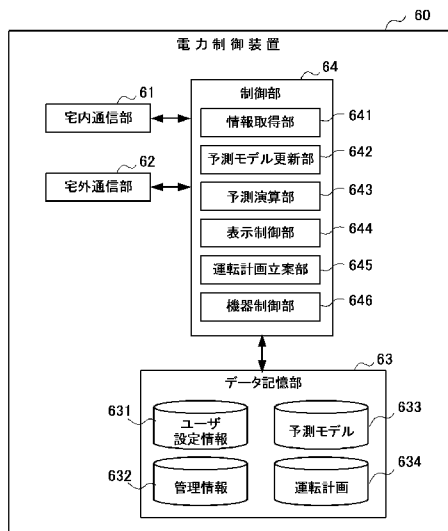 60
電力制御装置
64
制御部
61
宅内通信部
62
宅外通信部
情報取得部
641
予測モデル更新部
642
予測演算部
643
表示制御部
644
運転計画立案部
645
機器制御部
646
63
データ記憶部
631
ユーザ
設定情報
予測モデル
633
632
管理情報
運転計画
634